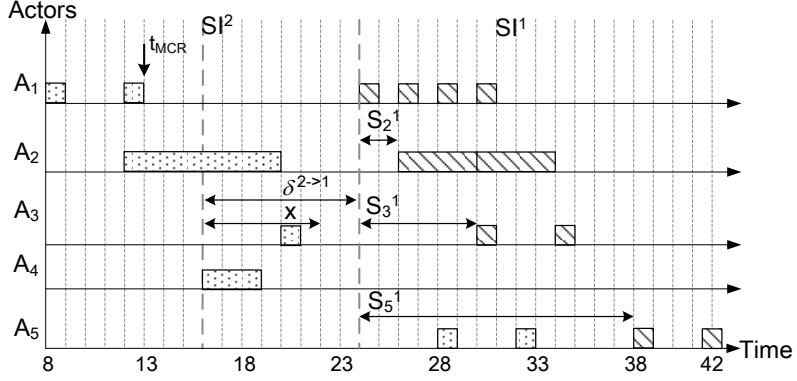 Actors
SI² SI¹
t_MCR
A₁
S₂¹
A₂
δ²⁻>¹
A₃ x S₃¹
A₄
S₅¹
A₅
Time
8 13 18 23 28 33 38 42